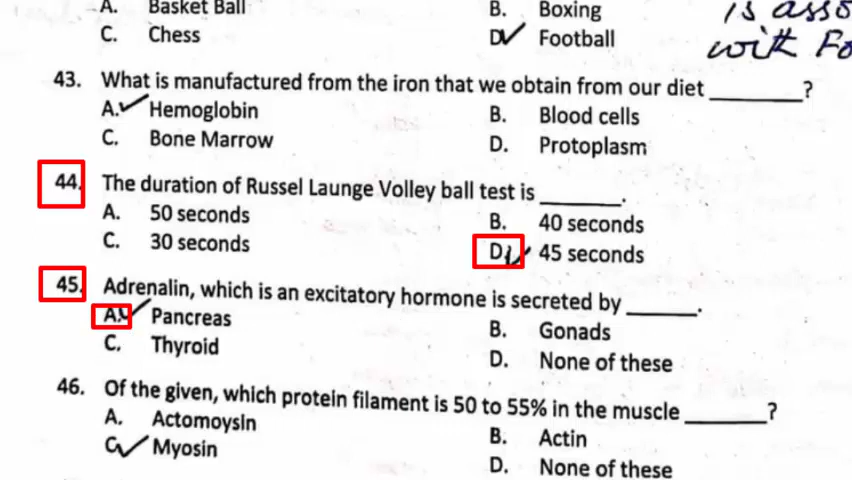 A. Basket Ball B. Boxing is asso
C. Chess D. Football with Fo
43. What is manufactured from the iron that we obtain from our diet ________?
A. Hemoglobin B. Blood cells
C. Bone Marrow D. Protoplasm
44. The duration of Russel Launge Volley ball test is ________.
A. 50 seconds B. 40 seconds
C. 30 seconds D. 45 seconds
45. Adrenalin, which is an excitatory hormone is secreted by ________.
A. Pancreas B. Gonads
C. Thyroid D. None of these
46. Of the given, which protein filament is 50 to 55% in the muscle ________?
A. Actomoysin B. Actin
C. Myosin D. None of these